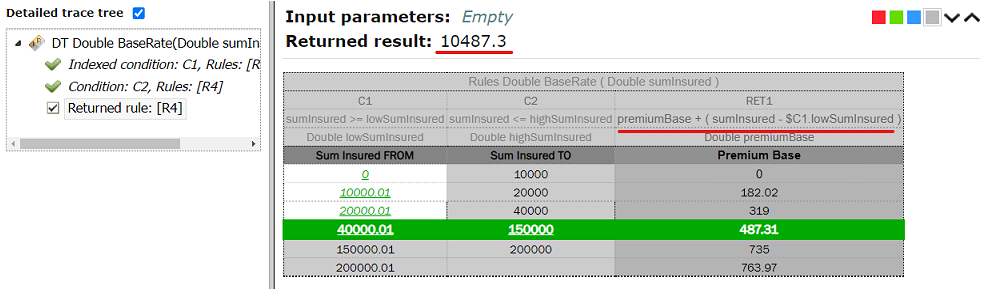 Detailed trace tree
DT Double BaseRate(Double sumIn
Indexed condition: C1, Rules: [R
Condition: C2, Rules: [R4]
Returned rule: [R4]
Input parameters: Empty
Returned result: 10487.3
Rules Double BaseRate ( Double sumInsured )
C1 C2 RET1
sumInsured >= lowSumInsured sumInsured <= highSumInsured premiumBase + ( sumInsured - $C1.lowSumInsured )
Double lowSumInsured Double highSumInsured Double premiumBase
Sum Insured FROM Sum Insured TO Premium Base
0 10000 0
10000.01 20000 182.02
20000.01 40000 319
40000.01 150000 487.31
150000.01 200000 735
200000.01 763.97